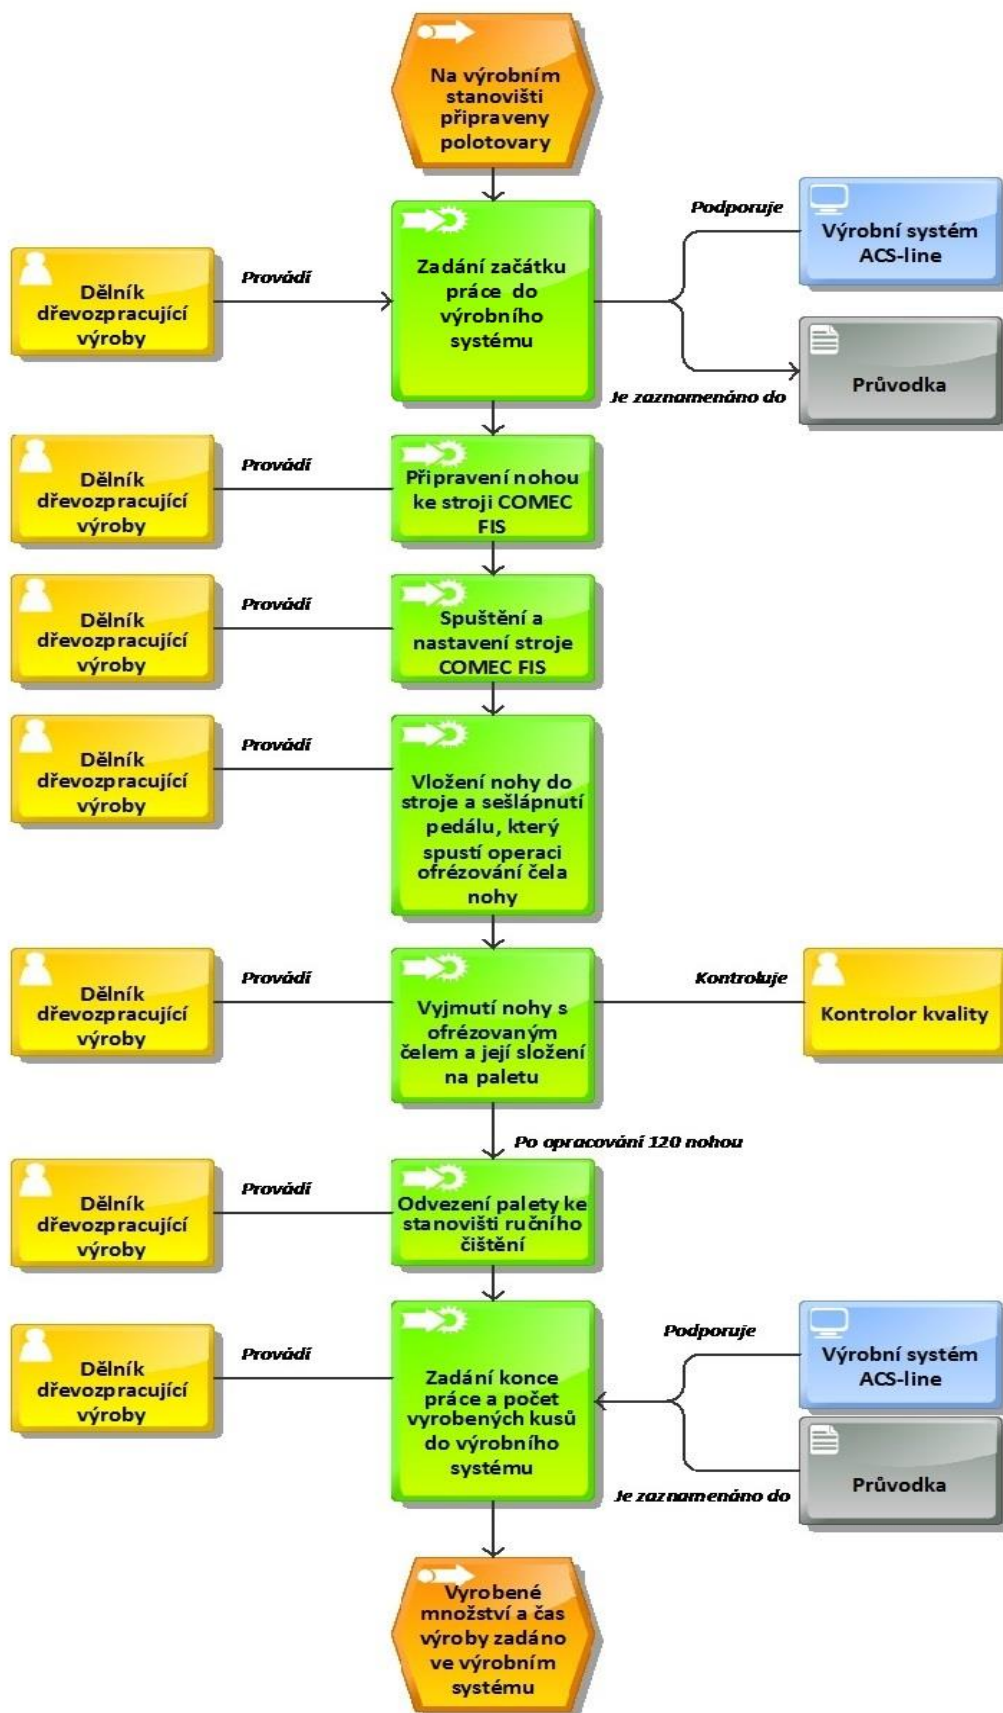 Na výrobním
stanovišti
připraveny
polotovary
Podporuje
Výrobní systém
ACS-line
Dělník
dřevozpracující
výroby
Provádí
Zadání začátku
práce do
výrobního
systému
Je zaznamenáno do
Průvodka
Dělník
dřevozpracující
výroby
Provádí
Připravení nohou
ke stroji COMEC
FIS
Dělník
dřevozpracující
výroby
Provádí
Spuštění a
nastavení stroje
COMEC FIS
Dělník
dřevozpracující
výroby
Provádí
Vložení nohy do
stroje a sešlápnutí
pedálu, který
spustí operaci
ofrézování čela
nohy
Dělník
dřevozpracující
výroby
Provádí
Vyjmutí nohy s
ofrézovaným
čelem a její složení
na paletu
Kontroluje
Kontrolor kvality
Po opracování 120 nohou
Dělník
dřevozpracující
výroby
Provádí
Odvezení palety ke
stanovišti ručního
čištění
Dělník
dřevozpracující
výroby
Provádí
Zadání konce
práce a počet
vyrobených kusů
do výrobního
systému
Podporuje
Výrobní systém
ACS-line
Je zaznamenáno do
Průvodka
Vyrobené
množství a čas
výroby zadáno
ve výrobním
systému